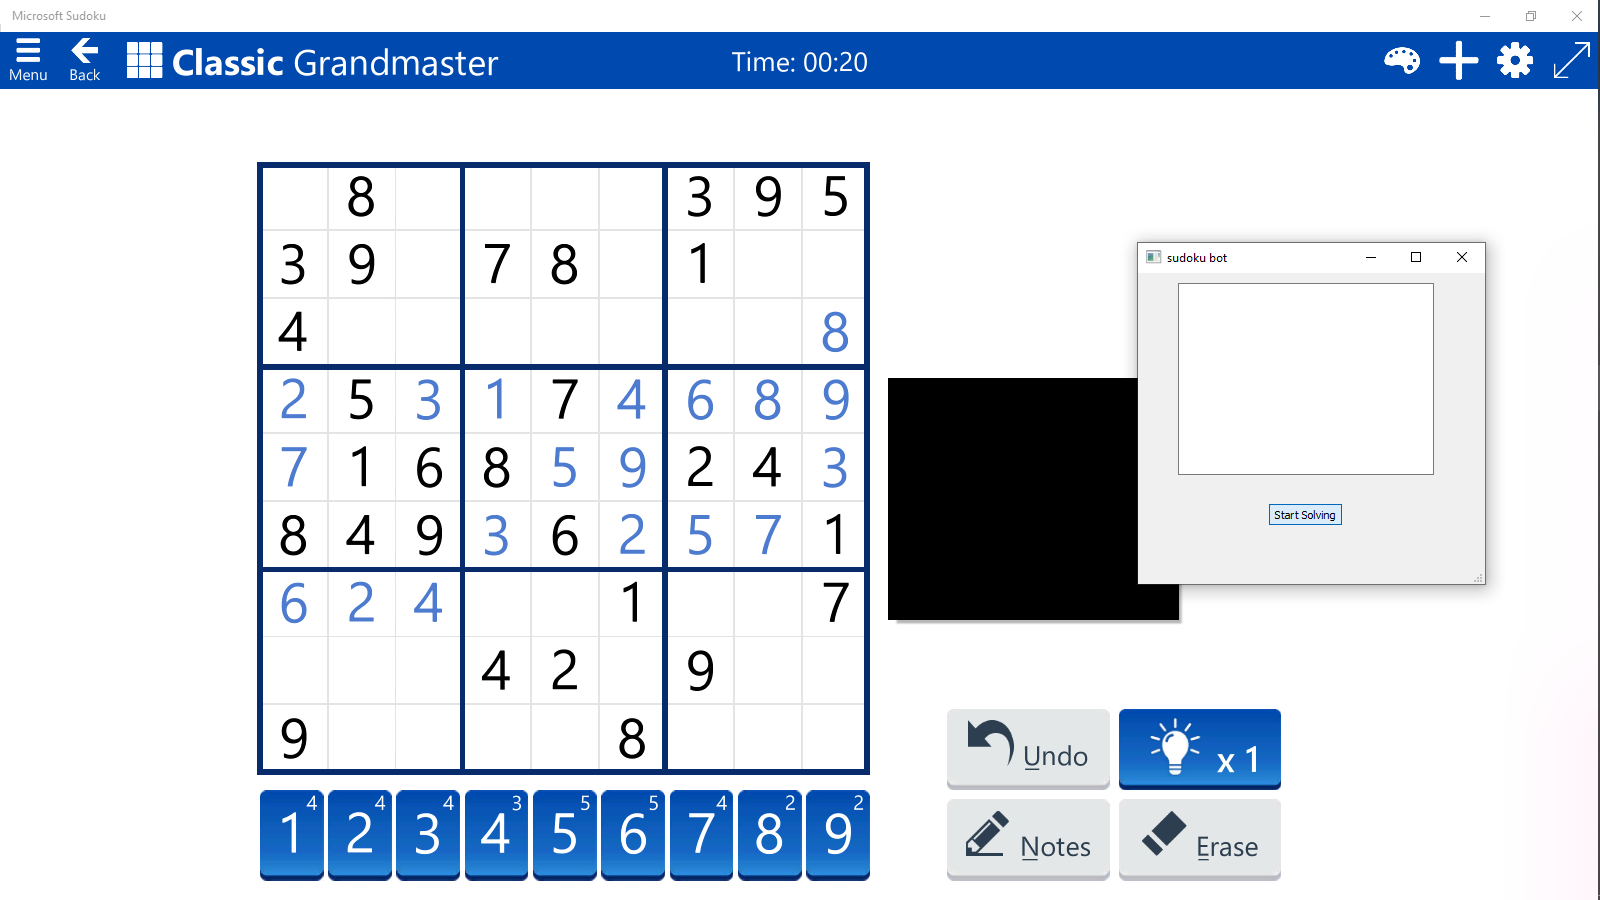 Microsoft Sudoku
Menu
Back
Classic Grandmaster
Time: 00:20
8 3 9 5
3 9 7 8 1
4 8
2 5 3 1 7 4 6 8 9
7 1 6 8 5 9 2 4 3
8 4 9 3 6 2 5 7 1
6 2 4 1 7
4 2 9
9 8
sudoku bot
Start Solving
Undo
x 1
Notes
Erase
4 4 4 3 5 5 4 2 2
1 2 3 4 5 6 7 8 9